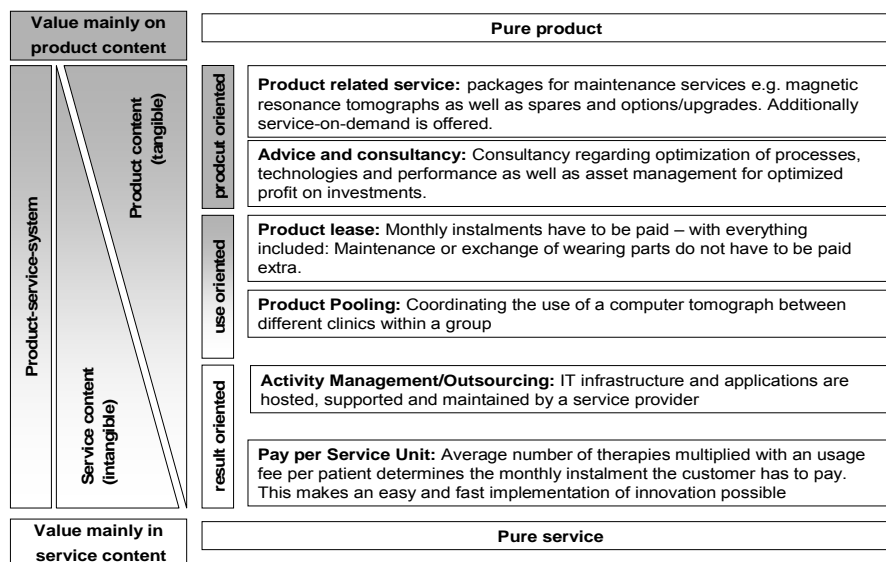 Value mainly on
product content
Pure product
Product-service-system
Product content
(tangible)
Service content
(intangible)
prodcut oriented
Product related service: packages for maintenance services e.g. magnetic
resonance tomographs as well as spares and options/upgrades. Additionally
service-on-demand is offered.
Advice and consultancy: Consultancy regarding optimization of processes,
technologies and performance as well as asset management for optimized
profit on investments.
use oriented
Product lease: Monthly instalments have to be paid – with everything
included: Maintenance or exchange of wearing parts do not have to be paid
extra.
Product Pooling: Coordinating the use of a computer tomograph between
different clinics within a group
result oriented
Activity Management/Outsourcing: IT infrastructure and applications are
hosted, supported and maintained by a service provider
Pay per Service Unit: Average number of therapies multiplied with an usage
fee per patient determines the monthly instalment the customer has to pay.
This makes an easy and fast implementation of innovation possible
Value mainly in
service content
Pure service